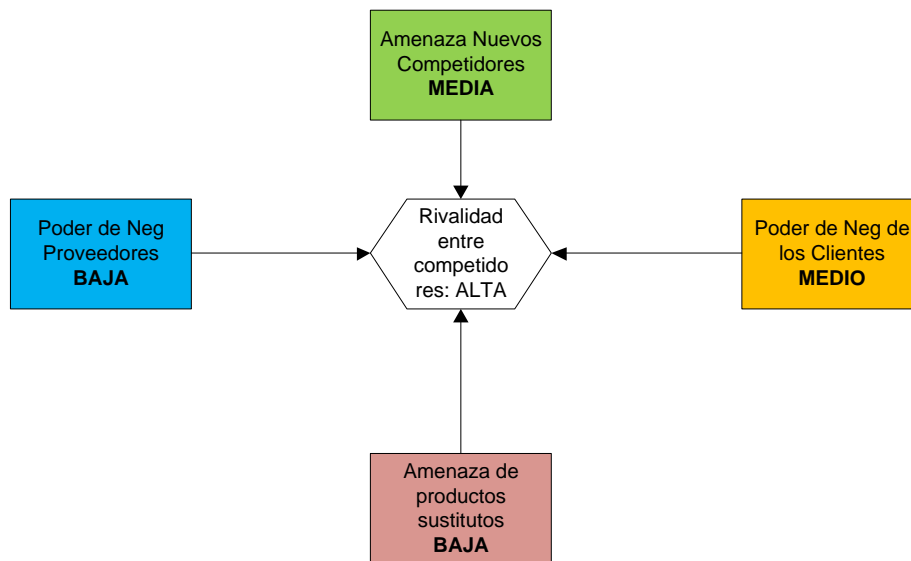 Amenaza Nuevos
Competidores
MEDIA
Poder de Neg
Proveedores
BAJA
Rivalidad
entre
competido
res: ALTA
Poder de Neg de
los Clientes
MEDIO
Amenaza de
productos
sustitutos
BAJA